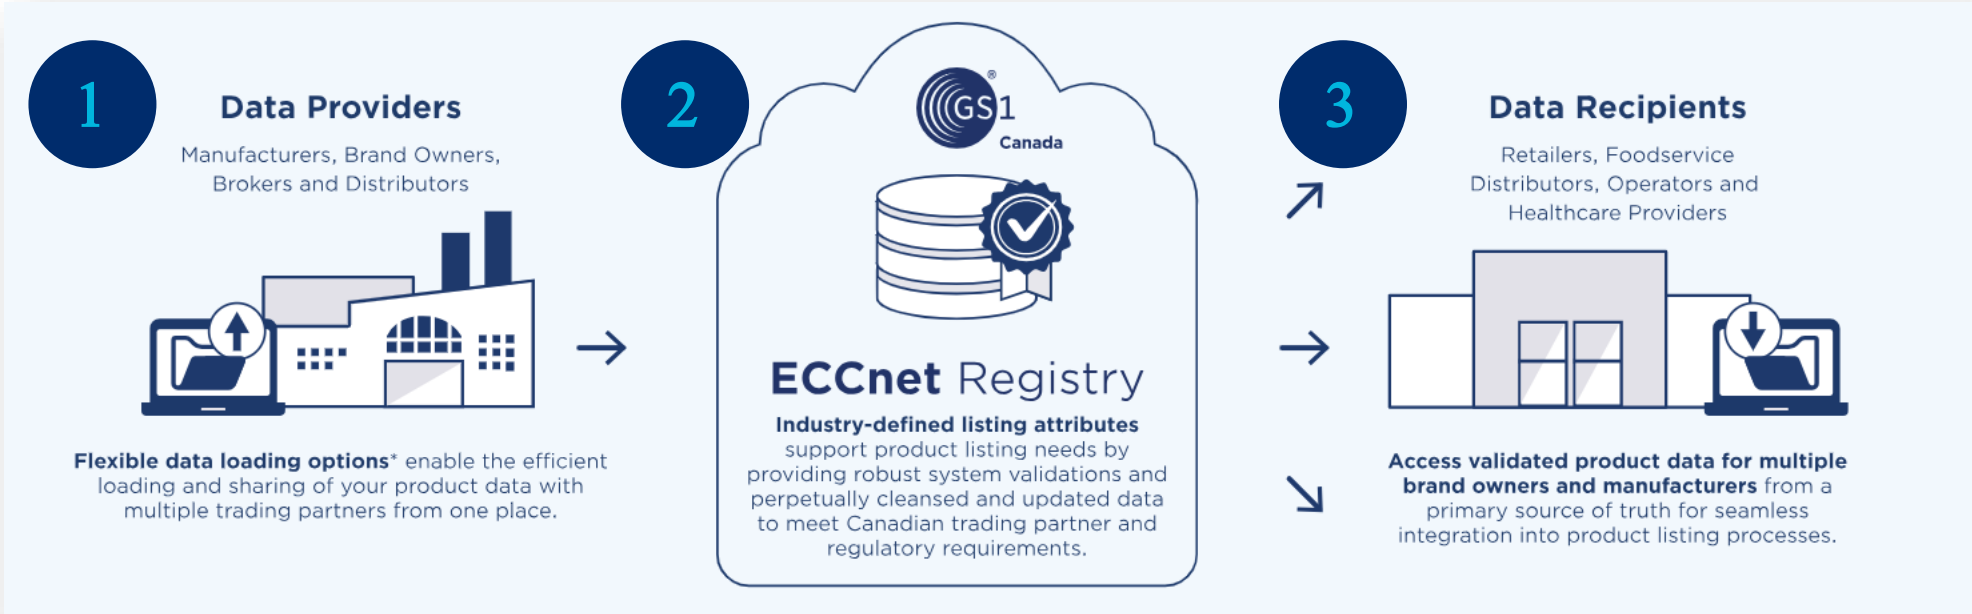 1
Data Providers
Manufacturers, Brand Owners,
Brokers and Distributors
Flexible data loading options* enable the efficient
loading and sharing of your product data with
multiple trading partners from one place.
2
GS1®
Canada
ECCnet Registry
Industry-defined listing attributes
support product listing needs by
providing robust system validations and
perpetually cleansed and updated data
to meet Canadian trading partner and
regulatory requirements.
3
Data Recipients
Retailers, Foodservice
Distributors, Operators and
Healthcare Providers
Access validated product data for multiple
brand owners and manufacturers from a
primary source of truth for seamless
integration into product listing processes.